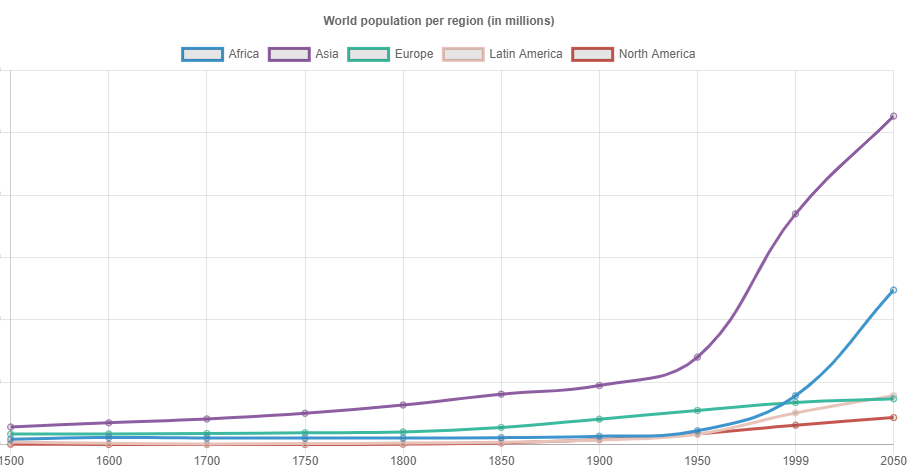 World population per region (in millions)
Africa Asia Europe Latin America North America
1500 1600 1700 1750 1800 1850 1900 1950 1999 2050